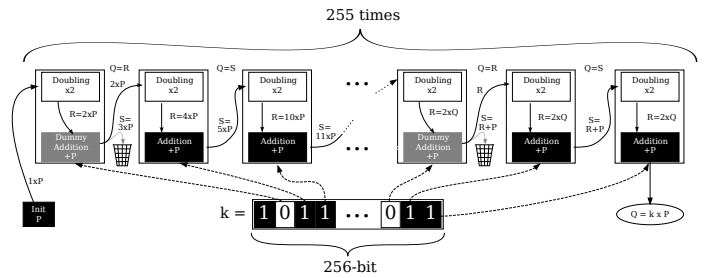 255 times
Q=R
Q=S
Q=R
Q=S
Doubling
x2
2xP
Doubling
x2
Doubling
x2
...
Doubling
x2
R
Doubling
x2
Doubling
x2
R=2xP
R=4xP
R=10xP
R=2xQ
R=2xQ
R=2xQ
S=
3xP
S=
5xP
S=
11xP
S=
R+P
S=
R+P
Dummy
Addition
+P
Addition
+P
Addition
+P
...
Dummy
Addition
+P
Addition
+P
Addition
+P
1xP
Init
P
k =
1 0 1 1 ... 0 1 1
Q = k x P
256-bit